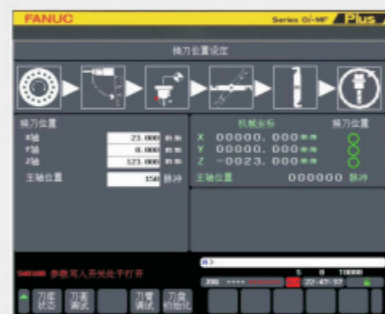 FANUC Series 0i-MF Plus
换刀位置设定
换刀位置 机械坐标 换刀位置
X轴 23.000 mm X 00000.000 mm
Y轴 0.000 mm Y 00000.000 mm
Z轴 123.000 mm Z -0023.000 mm
主轴位置 150 脉冲 主轴位置 000000 脉冲
A>
SW0100 参数写入开关处于打开 S 0 T0000
JOG **** 22:47:37
刀库状态 刀套调试 刀臂调试 刀盘初始化